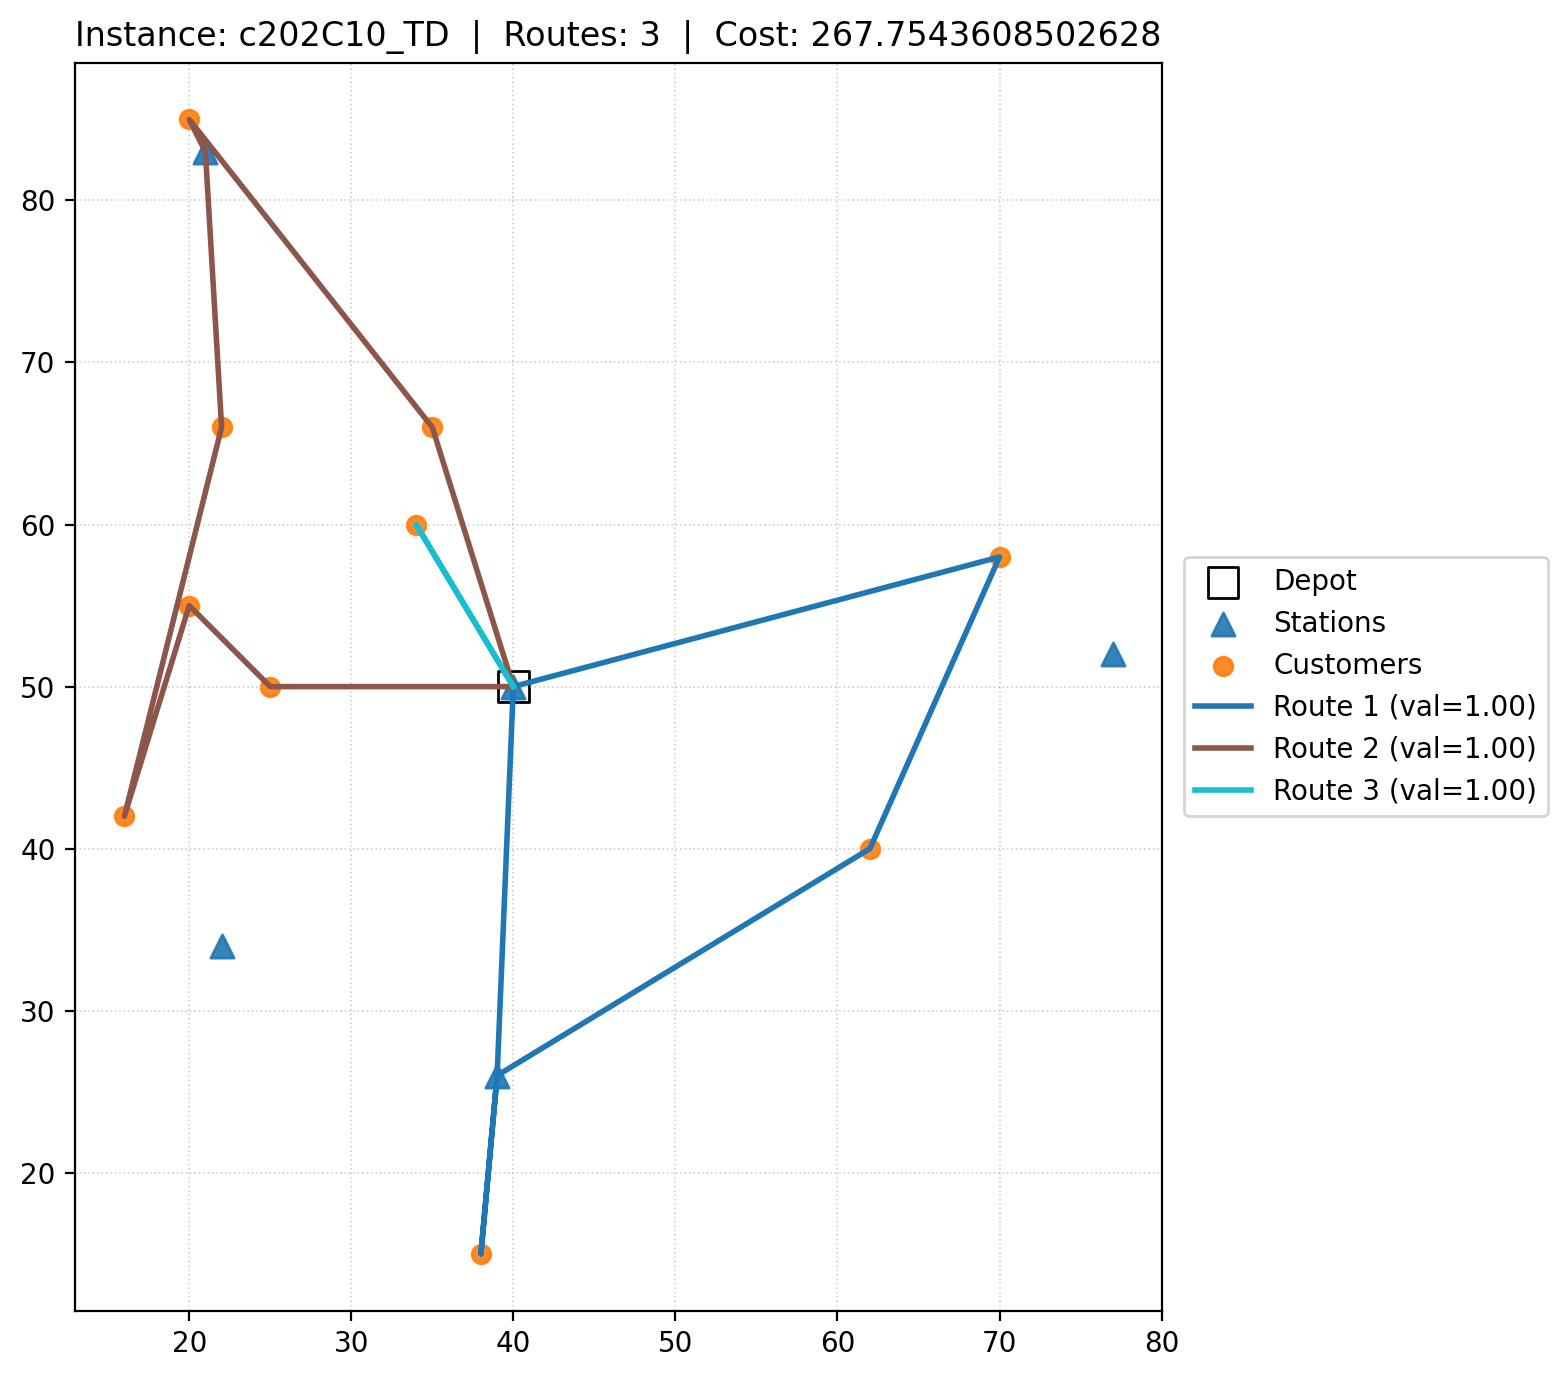 Instance: c202C10_TD | Routes: 3 | Cost: 267.7543608502628
80
70
60
50
40
30
20
20 30 40 50 60 70 80
Depot
Stations
Customers
Route 1 (val=1.00)
Route 2 (val=1.00)
Route 3 (val=1.00)